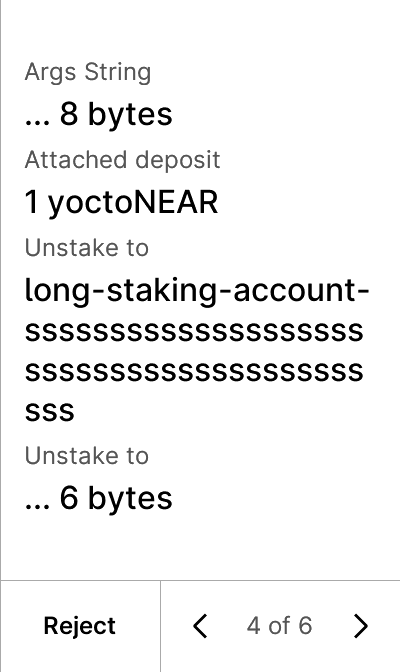 Args String
... 8 bytes
Attached deposit
1 yoctoNEAR
Unstake to
long-staking-account-
ssssssssssssssssssss
ssssssssssssssssssss
sss
Unstake to
... 6 bytes
Reject
4 of 6